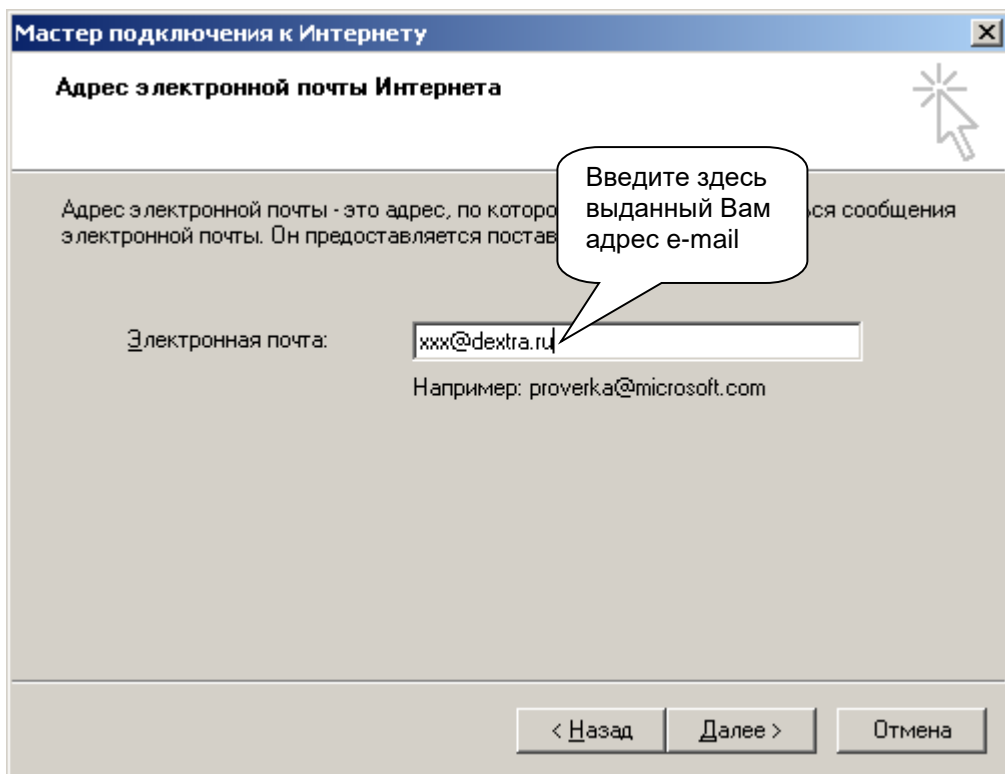 Мастер подключения к Интернету
Адрес электронной почты Интернета
Введите здесь
выданный Вам
адрес e-mail
Адрес электронной почты - это адрес, по которо ься сообщения
электронной почты. Он предоставляется постав
Электронная почта: xxx@dextra.ru
Например: proverka@microsoft.com
< Назад Далее > Отмена